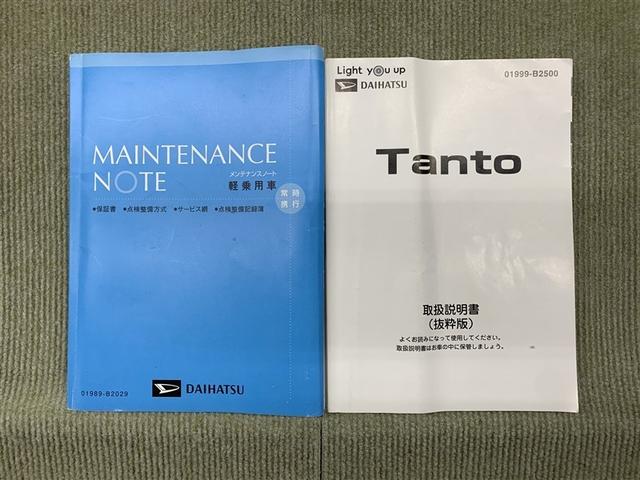 MAINTENANCE
NOTE
メンテナンスノート
軽乗用車
常時
携行
●保証書 ●点検整備方式 ●サービス網 ●点検整備記録簿
DAIHATSU
01989-B2029
Light you up
DAIHATSU
01999-B2500
Tanto
取扱説明書
(抜粋版)
よくお読みになって使用してください。
取扱説明書はお車の中に保管しましょう。